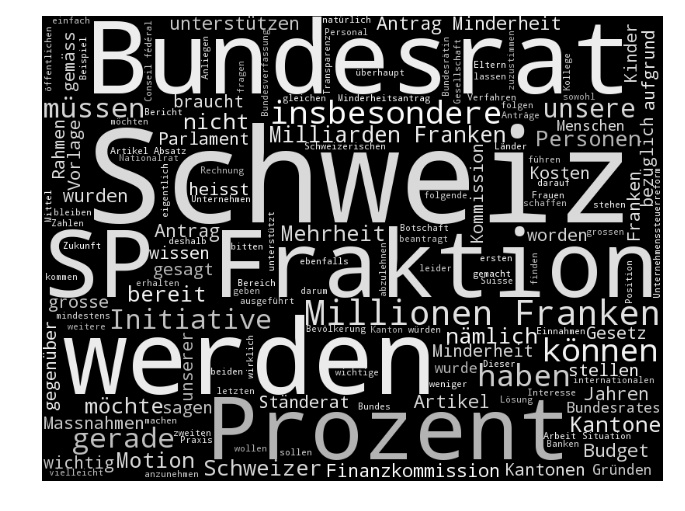 einfach
natürlich
unterstützen
Antrag Minderheit
öffentlichen
gemäss
Beispiel
Bundesrat
Conseil fédéral
Anliegen
fragen
Bundesverfassung
Transparenz
Personal
überhaupt
Bundesrätin
Gesellschaft
Eltern
lassen
zuzustimmen
Kollege
Kinder
aufgrund
müssen
braucht
Bericht
gleichen
Minderheitsantrag
Verfahren
folgen
Anträge
sowohl
insbesondere
unsere
möchten
nicht
Menschen
Rahmen
Vorlage
Parlament
Milliarden Franken
Personen
bezüglich
Artikel Absatz
Nationalrat
Schweizerischen
Länder
Schweiz
eigentlich
Rechnung
Unternehmen
heisst
Kommission
führen
darauf
Kosten
Frauen
schaffen
Mittel
bleiben
Zahlen
wurden
folgende
stehen
grossen
Franken
Unternehmenssteuerreform
Antrag
Mehrheit
Botschaft
beantragt
worden
SP Fraktion
Zukunft
deshalb
wissen
bitten
unterstützt
ebenfalls
abzulehnen
leider
ersten
gemacht
Suisse
finden
Position
kommen
gesagt
Bereich
geben
ausgeführt
darum
erhalten
bereit
grosse
mindestens
weitere
Initiative
Millionen Franken
Bevölkerung
Kanton
würden
nämlich
Einnahmen
Gesetz
gegenüber
werden
unserer
wirklich
beiden
wichtige
Minderheit
wurde
weniger
Dieser
können
haben
stellen
internationalen
möchte
sagen
letzten
Ständerat
Bundes
Artikel
Lösung
Interesse
Jahren
Bundesrates
Massnahmen
machen
zweiten
Praxis
Prozent
Kantone
gerade
wollen
sollen
Arbeit
Situation
Banken
Budget
wichtig
vielleicht
Motion
anzunehmen
Schweizer
Finanzkommission
Kantonen
Gründen